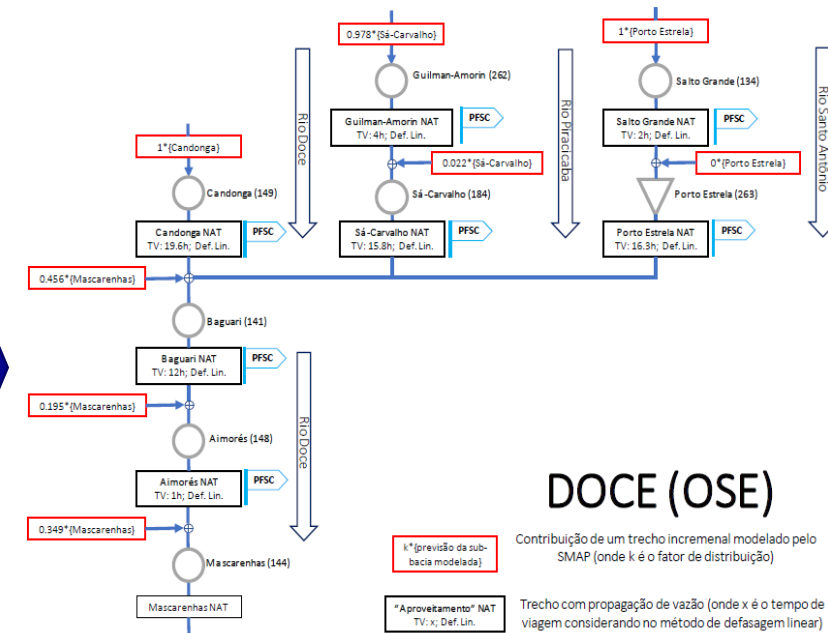 0.978*{Sá-Carvalho}
1*{Porto Estrela}
Guilman-Amorin (262)
Salto Grande (134)
Rio Doce
Rio Piracicaba
Rio Santo Antônio
Guilman-Amorin NAT
TV: 4h; Def. Lin.
PFSC
Salto Grande NAT
TV: 2h; Def. Lin.
PFSC
1*{Candonga}
0.022*{Sá-Carvalho}
0*{Porto Estrela}
Candonga (149)
Sá-Carvalho (184)
Porto Estrela (263)
Candonga NAT
TV: 19.6h; Def. Lin.
PFSC
Sá-Carvalho NAT
TV: 15.8h; Def. Lin.
PFSC
Porto Estrela NAT
TV: 16.3h; Def. Lin.
PFSC
0.456*{Mascarenhas}
Baguari (141)
Baguari NAT
TV: 12h; Def. Lin.
PFSC
0.195*{Mascarenhas}
Rio Doce
Aimorés (148)
Aimorés NAT
TV: 1h; Def. Lin.
PFSC
0.349*{Mascarenhas}
Mascarenhas (144)
Mascarenhas NAT
DOCE (OSE)
k*{previsão da sub-
bacia modelada}
Contribuição de um trecho incremenal modelado pelo
SMAP (onde k é o fator de distribuição)
"Aproveitamento" NAT
TV: x; Def. Lin.
Trecho com propagação de vazão (onde x é o tempo de
viagem considerando no método de defasagem linear)